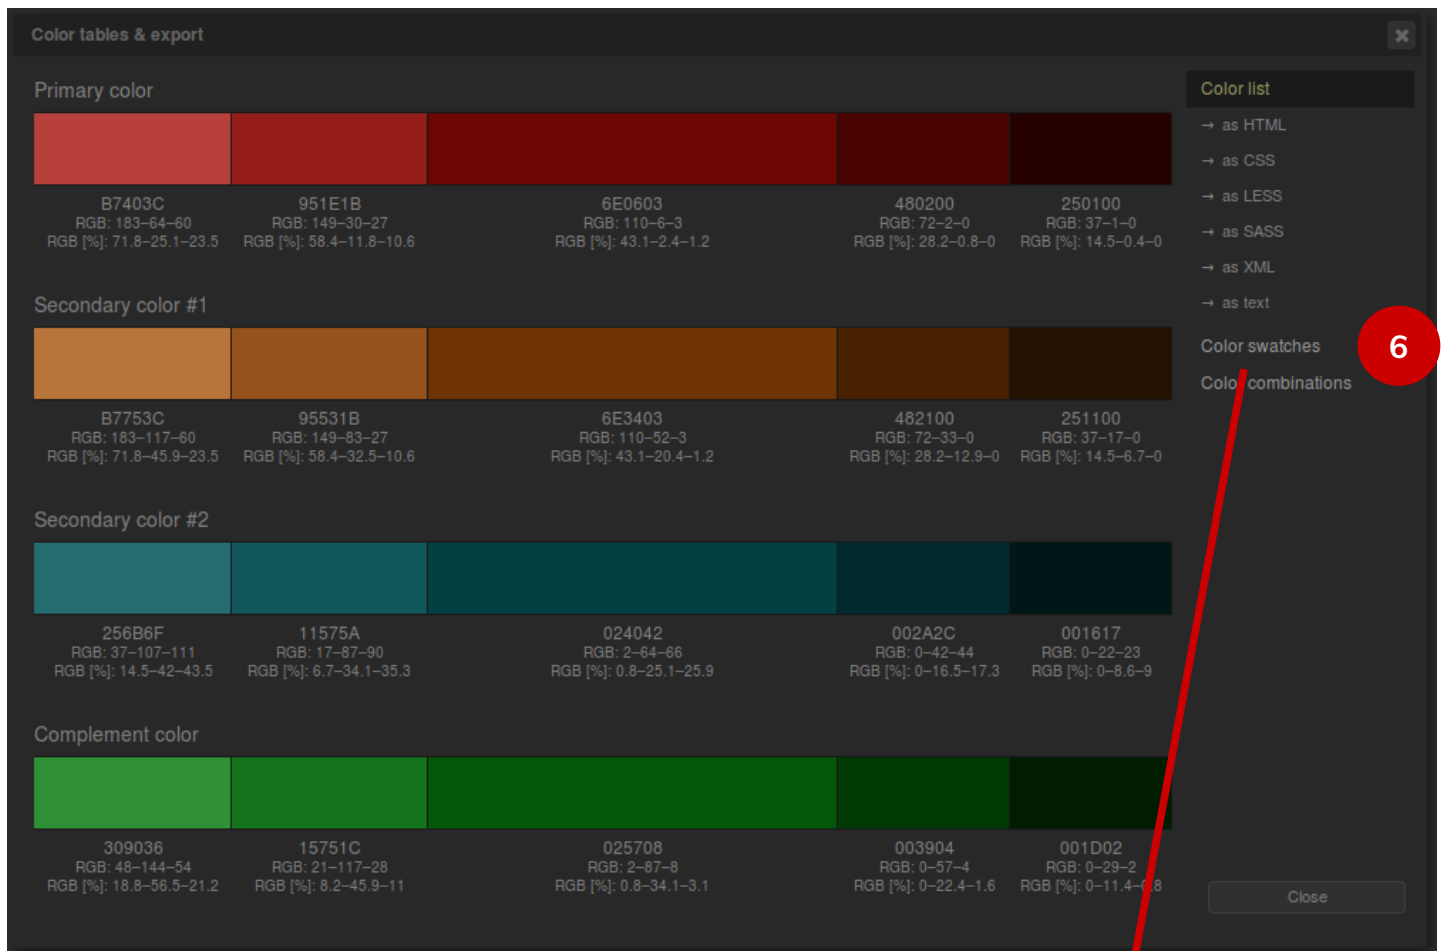 Color tables & export
Primary color
B7403C 951E1B 6E0603 480200 250100
RGB: 183–64–60 RGB: 149–30–27 RGB: 110–6–3 RGB: 72–2–0 RGB: 37–1–0
RGB [%]: 71.8–25.1–23.5 RGB [%]: 58.4–11.8–10.6 RGB [%]: 43.1–2.4–1.2 RGB [%]: 28.2–0.8–0 RGB [%]: 14.5–0.4–0
Secondary color #1
B7753C 95531B 6E3403 482100 251100
RGB: 183–117–60 RGB: 149–83–27 RGB: 110–52–3 RGB: 72–33–0 RGB: 37–17–0
RGB [%]: 71.8–45.9–23.5 RGB [%]: 58.4–32.5–10.6 RGB [%]: 43.1–20.4–1.2 RGB [%]: 28.2–12.9–0 RGB [%]: 14.5–6.7–0
Secondary color #2
256B6F 11575A 024042 002A2C 001617
RGB: 37–107–111 RGB: 17–87–90 RGB: 2–64–66 RGB: 0–42–44 RGB: 0–22–23
RGB [%]: 14.5–42–43.5 RGB [%]: 6.7–34.1–35.3 RGB [%]: 0.8–25.1–25.9 RGB [%]: 0–16.5–17.3 RGB [%]: 0–8.6–9
Complement color
309036 15751C 025708 003904 001D02
RGB: 48–144–54 RGB: 21–117–28 RGB: 2–87–8 RGB: 0–57–4 RGB: 0–29–2
RGB [%]: 18.8–56.5–21.2 RGB [%]: 8.2–45.9–11 RGB [%]: 0.8–34.1–3.1 RGB [%]: 0–22.4–1.6 RGB [%]: 0–11.4–0.8
Color list
→ as HTML
→ as CSS
→ as LESS
→ as SASS
→ as XML
→ as text
Color swatches
6
Color combinations
Close